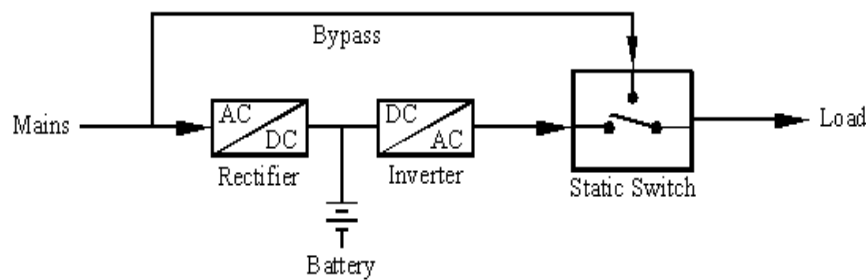 Bypass
Mains
AC
DC
Rectifier
DC
AC
Inverter
Static Switch
Load
Battery